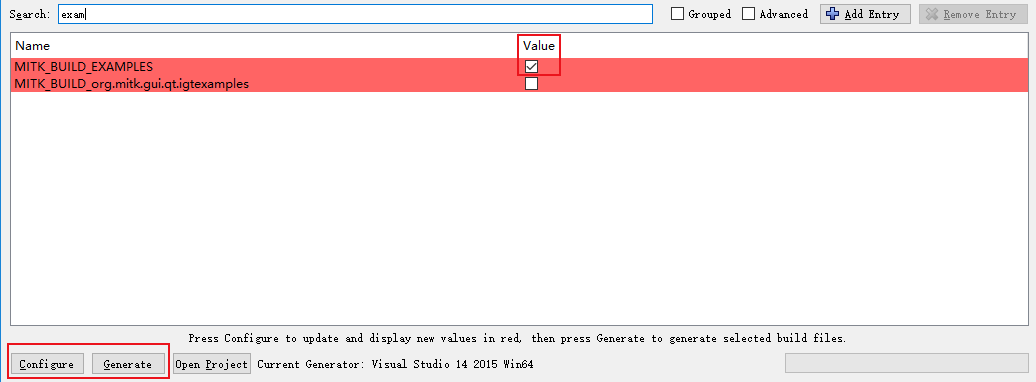 Search: exam Grouped Advanced Add Entry Remove Entry
Name Value
MITK_BUILD_EXAMPLES
MITK_BUILD_org.mitk.gui.qt.igtexamples
Press Configure to update and display new values in red, then press Generate to generate selected build files.
Configure Generate Open Project Current Generator: Visual Studio 14 2015 Win64